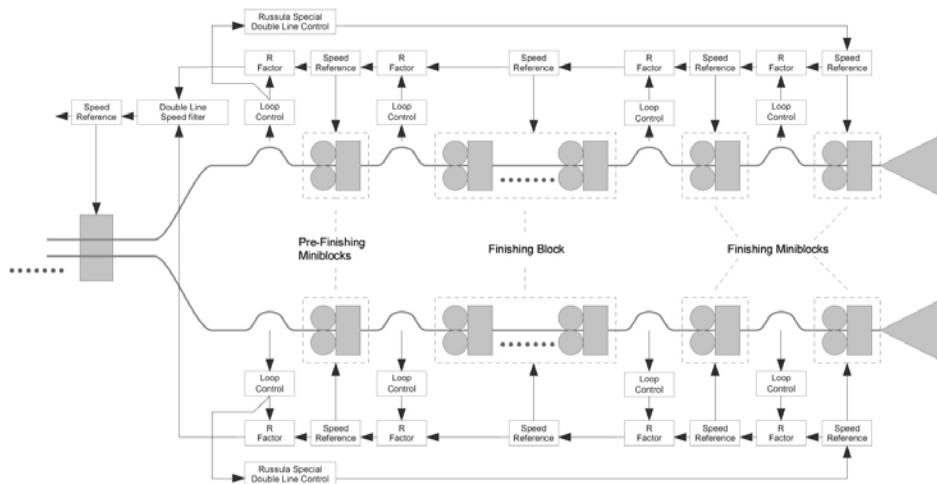 Russula Special
Double Line Control
R
Factor
Speed
Reference
R
Factor
Speed
Reference
R
Factor
Speed
Reference
R
Factor
Speed
Reference
Speed
Reference
Double Line
Speed filter
Loop
Control
Loop
Control
Loop
Control
Loop
Control
Pre-Finishing
Miniblocks
Finishing Block
Finishing Miniblocks
Loop
Control
Loop
Control
Loop
Control
Loop
Control
R
Factor
Speed
Reference
R
Factor
Speed
Reference
R
Factor
Speed
Reference
R
Factor
Speed
Reference
Russula Special
Double Line Control